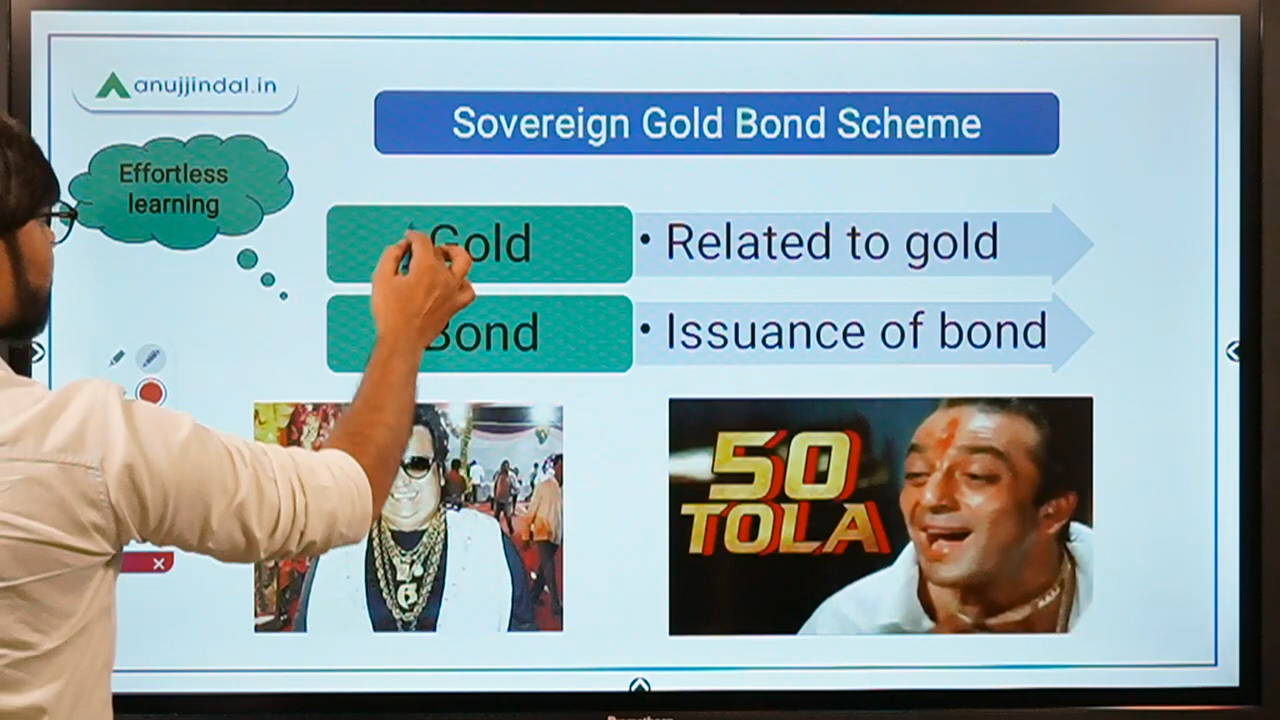 anujjindal.in
Sovereign Gold Bond Scheme
Effortless
learning
Gold
• Related to gold
Bond
• Issuance of bond
50
TOLA